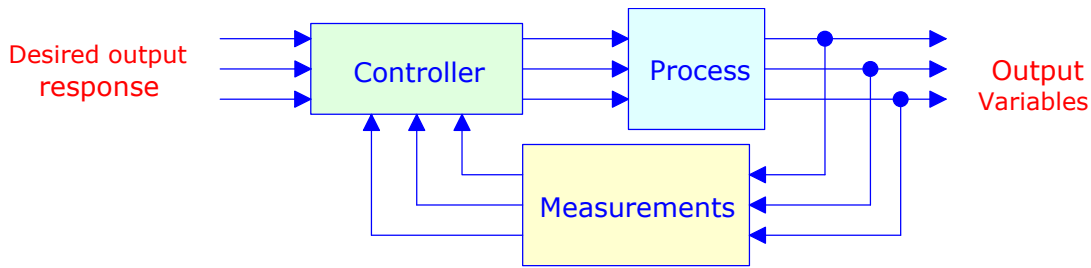 Desired output
response
Controller
Process
Output
Variables
Measurements